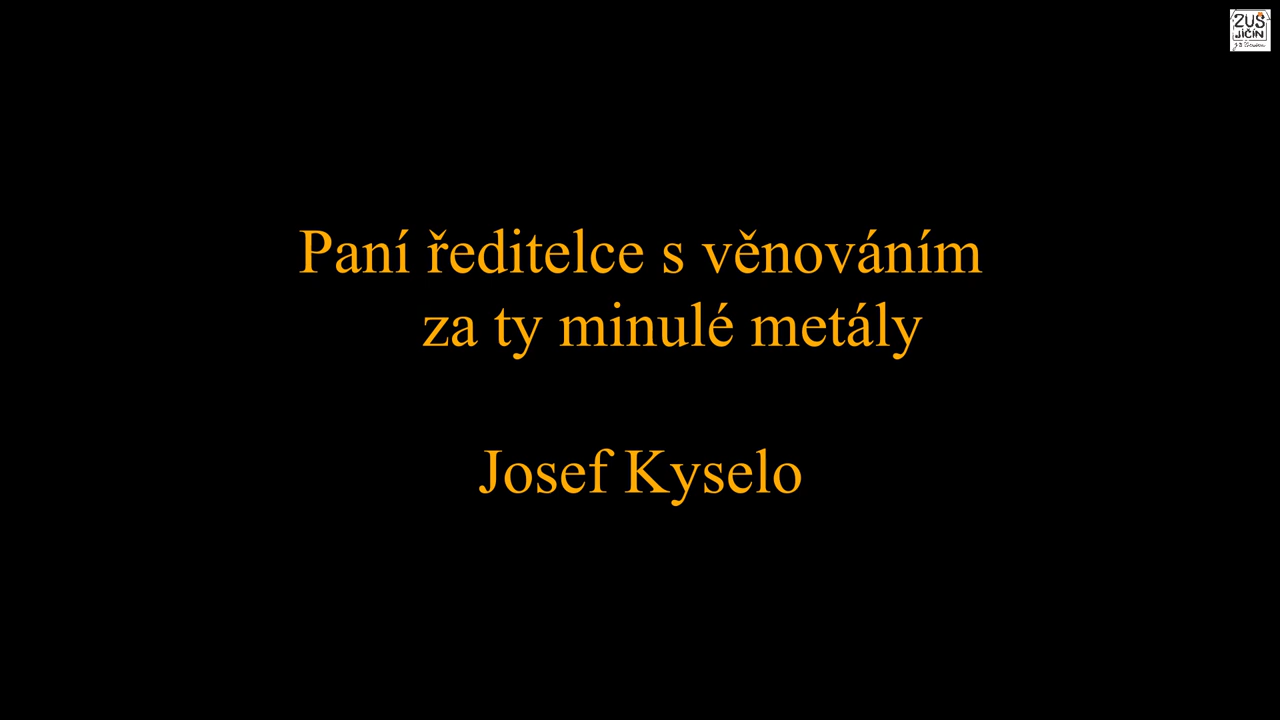 ZUŠ
JIČÍN
Paní ředitelce s věnováním
za ty minulé metály
Josef Kyselo